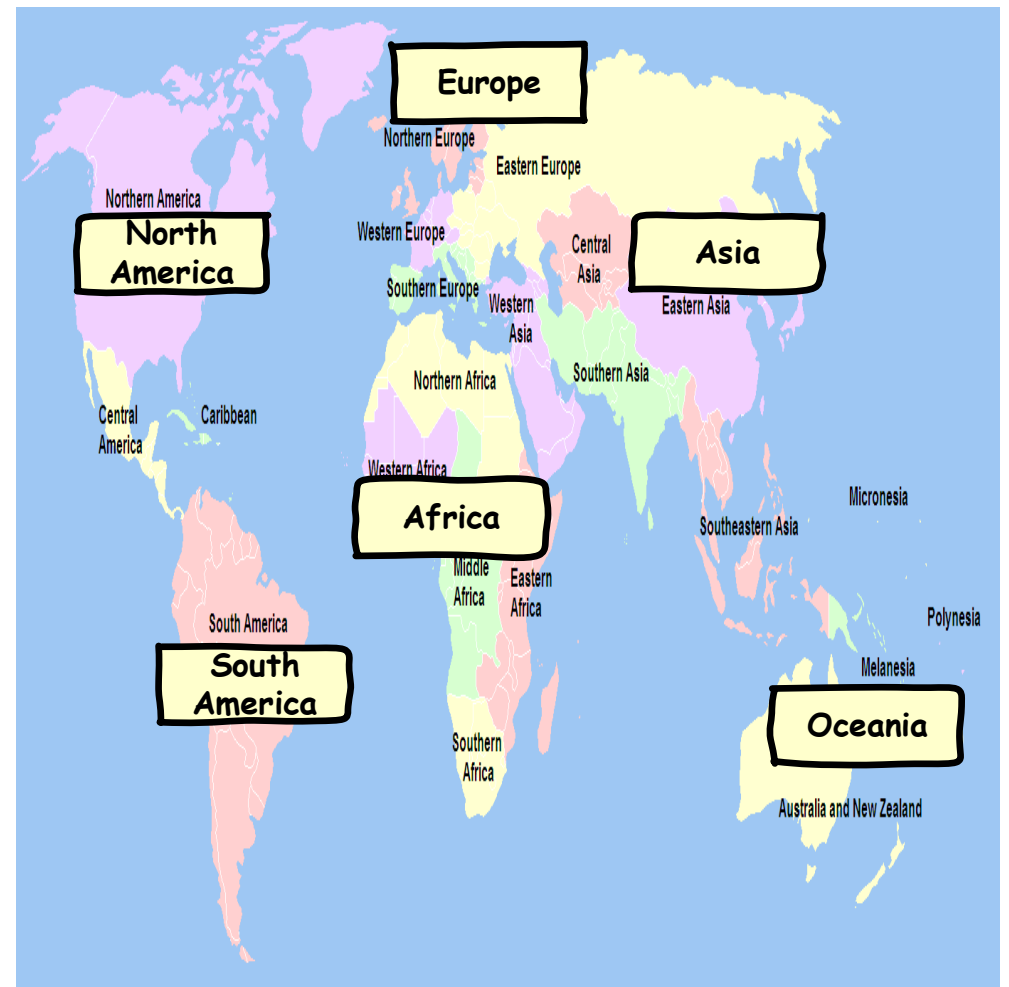 Europe
Northern Europe
Eastern Europe
Northern America
North
America
Western Europe
Central
Asia
Asia
Southern Europe
Western
Asia
Eastern Asia
Northern Africa
Southern Asia
Central
America
Caribbean
Western Africa
Africa
Micronesia
Southeastern Asia
Middle
Africa
Eastern
Africa
South America
South
America
Polynesia
Melanesia
Oceania
Southern
Africa
Australia and New Zealand